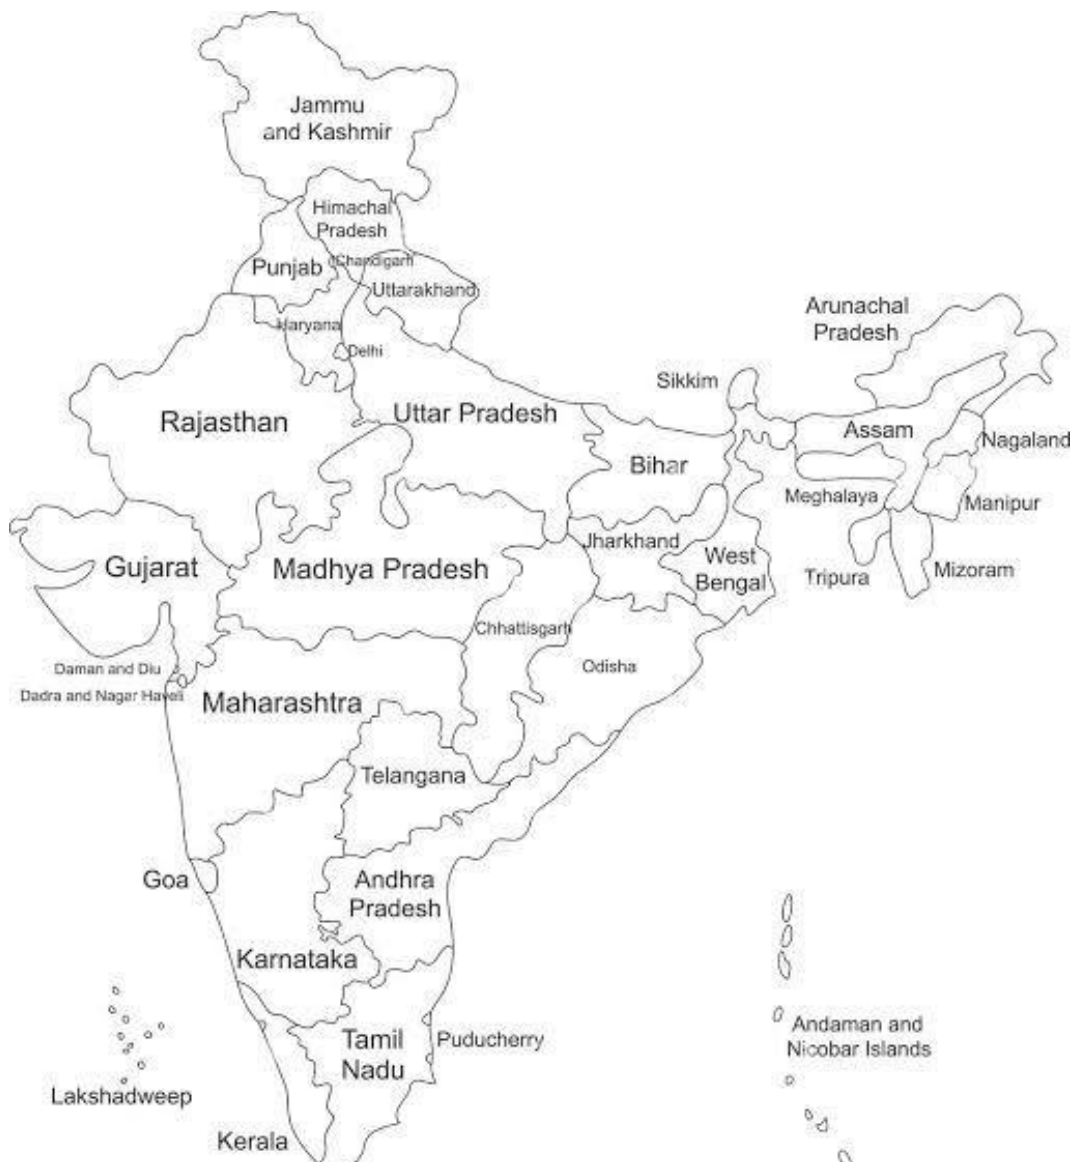 Jammu
and Kashmir
Himachal
Pradesh
Punjab
Chandigarh
Uttarakhand
Haryana
Delhi
Arunachal
Pradesh
Sikkim
Rajasthan
Uttar Pradesh
Assam
Nagaland
Bihar
Meghalaya
Manipur
Jharkhand
West
Bengal
Gujarat
Madhya Pradesh
Tripura
Mizoram
Chhattisgarh
Odisha
Daman and Diu
Dadra and Nagar Haveli
Maharashtra
Telangana
Goa
Andhra
Pradesh
Karnataka
Andaman and
Nicobar Islands
Tamil
Nadu
Puducherry
Lakshadweep
Kerala